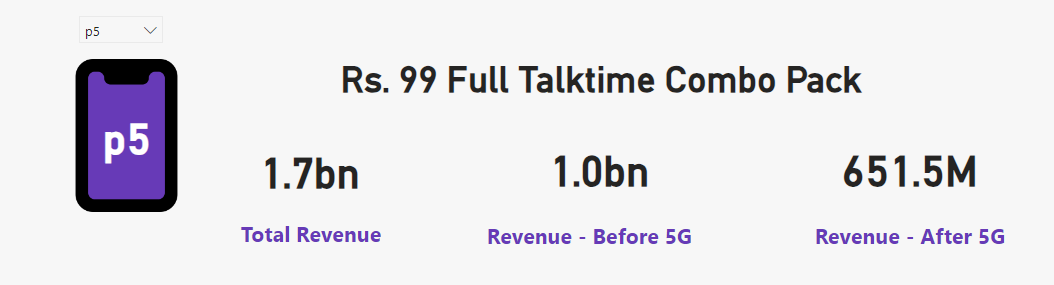 p5
p5
Rs. 99 Full Talktime Combo Pack
1.7bn
Total Revenue
1.0bn
Revenue - Before 5G
651.5M
Revenue - After 5G